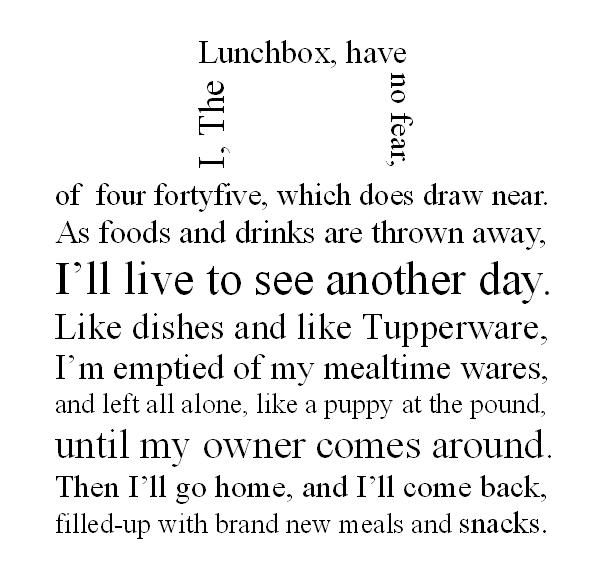 I, The
Lunchbox, have
no fear,
of four fortyfive, which does draw near.
As foods and drinks are thrown away,
I’ll live to see another day.
Like dishes and like Tupperware,
I’m emptied of my mealtime wares,
and left all alone, like a puppy at the pound,
until my owner comes around.
Then I’ll go home, and I’ll come back,
filled-up with brand new meals and snacks.